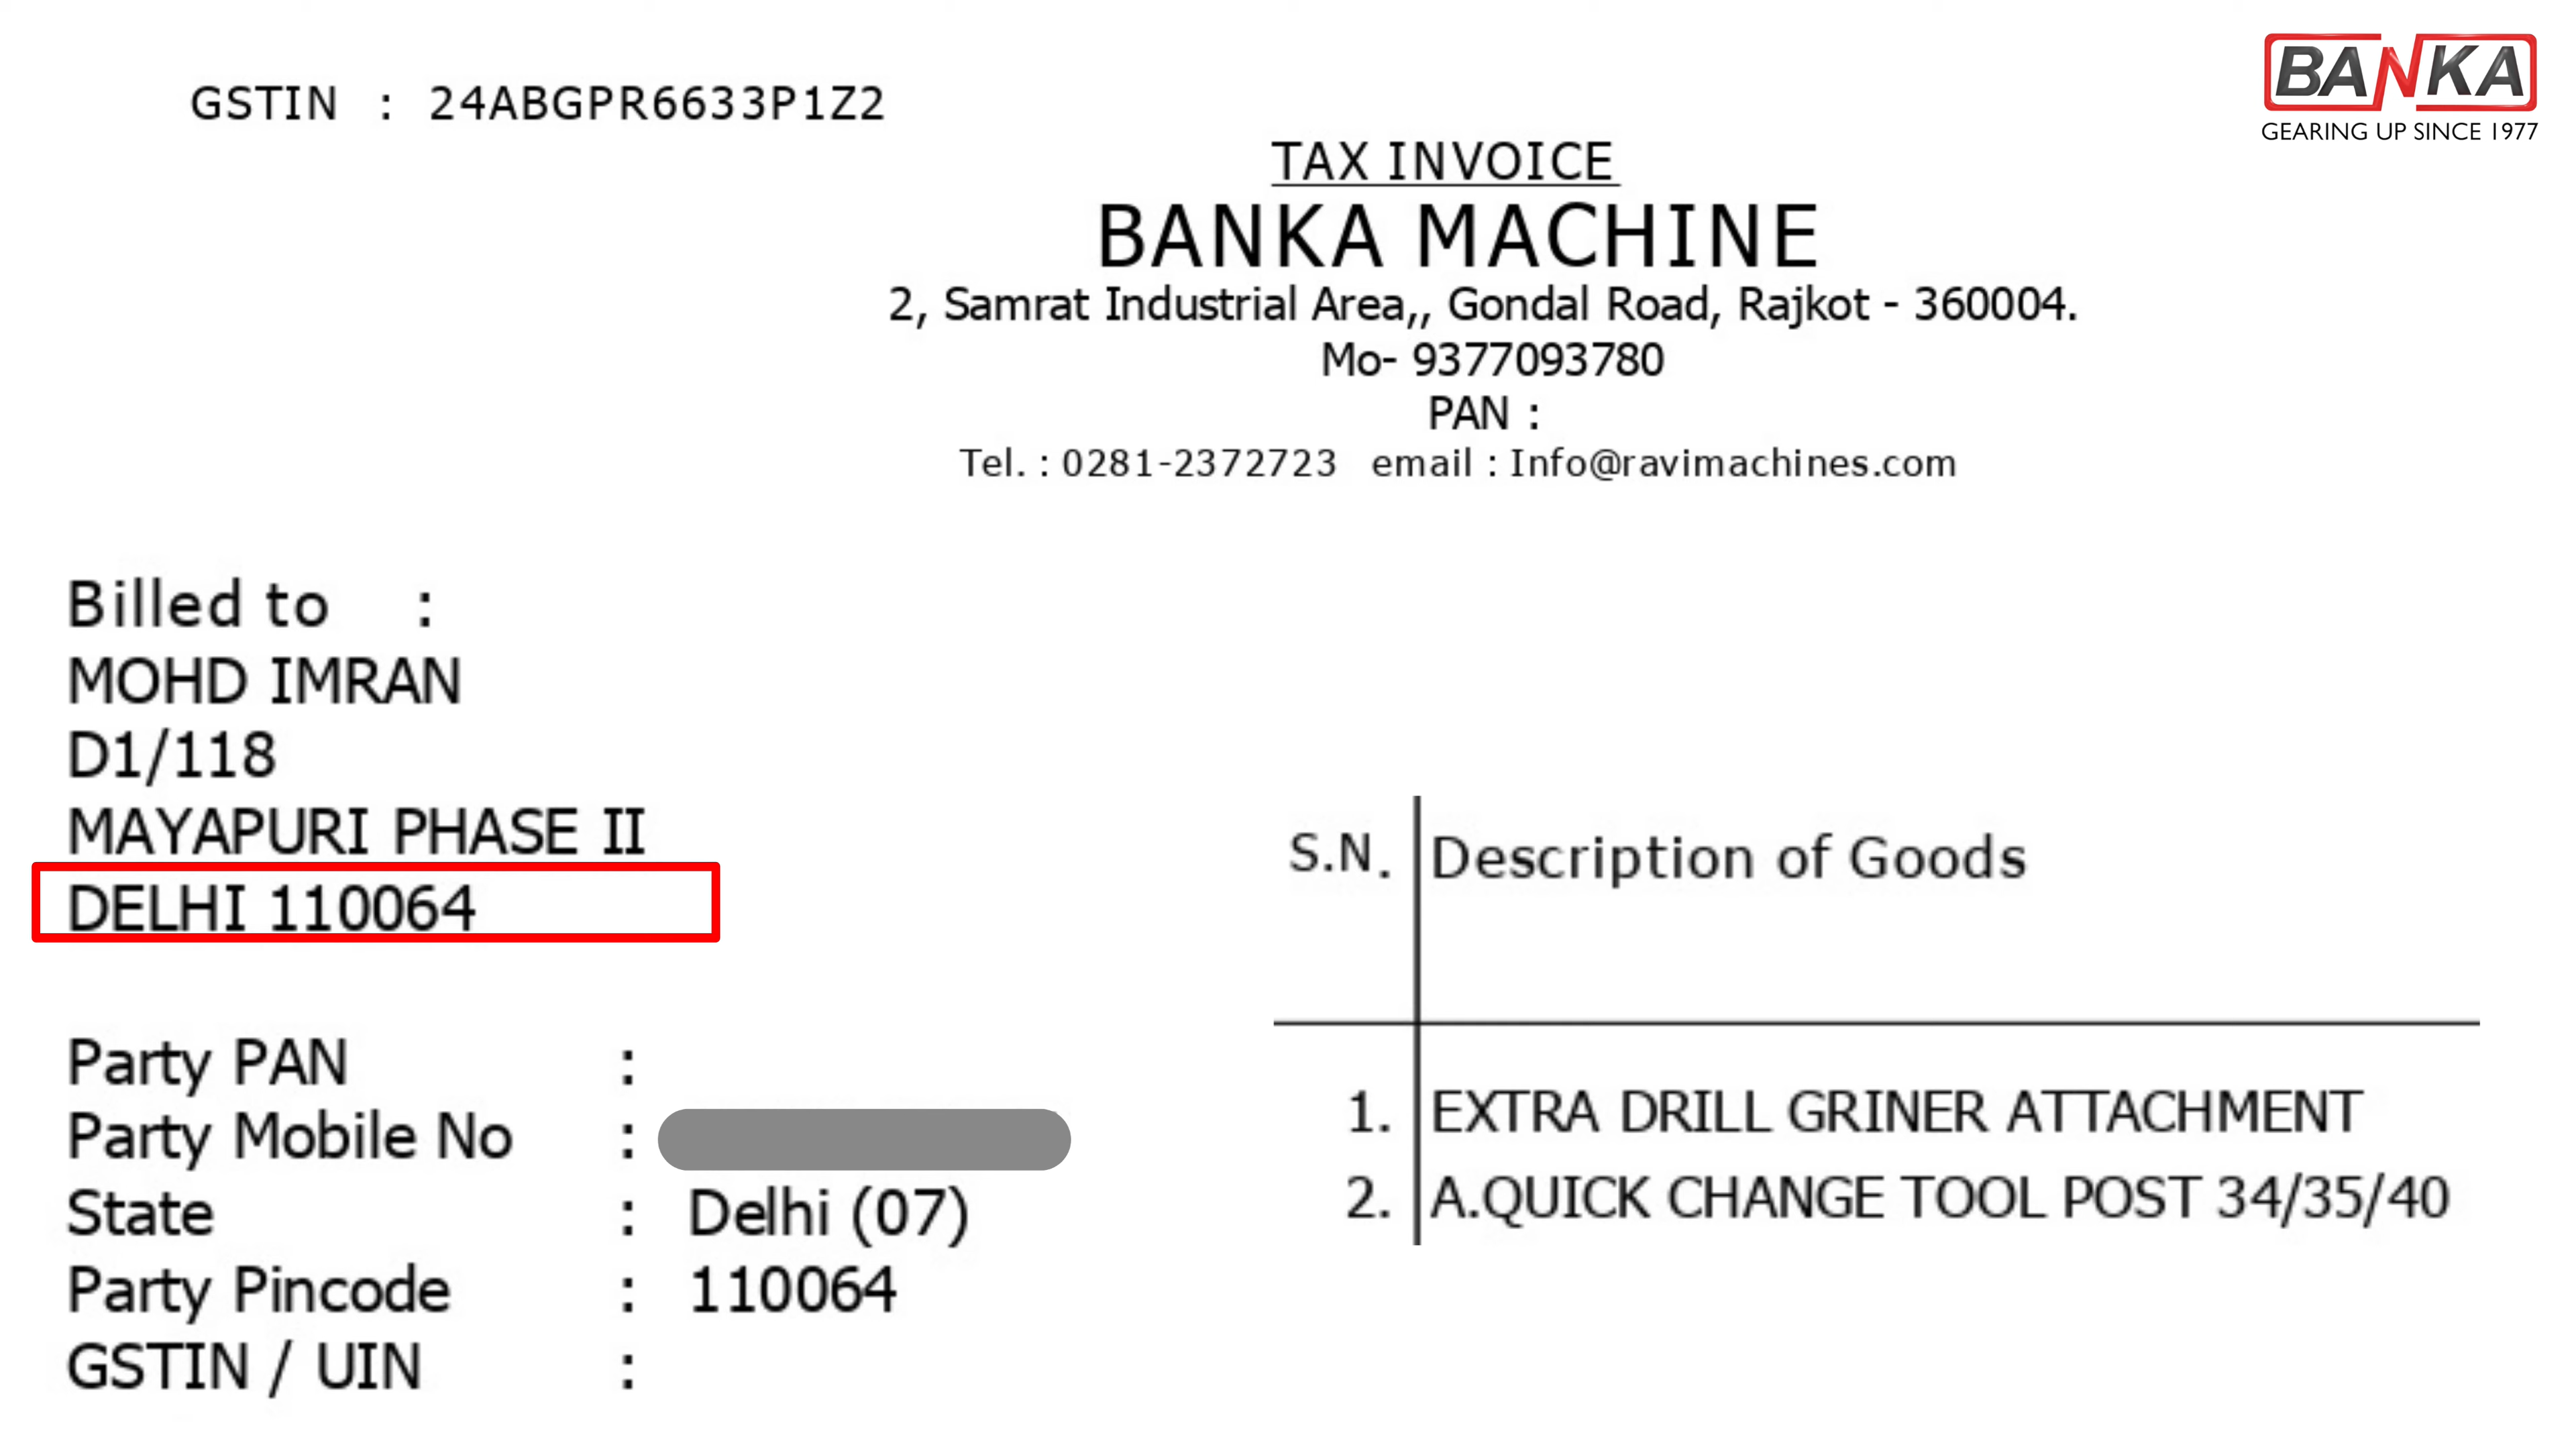 BANKA
GEARING UP SINCE 1977
GSTIN : 24ABGPR6633P1Z2
TAX INVOICE
BANKA MACHINE
2, Samrat Industrial Area,, Gondal Road, Rajkot - 360004.
Mo- 9377093780
PAN :
Tel. : 0281-2372723 email : Info@ravimachines.com
Billed to :
MOHD IMRAN
D1/118
MAYAPURI PHASE II
DELHI 110064
Party PAN :
Party Mobile No :
State : Delhi (07)
Party Pincode : 110064
GSTIN / UIN :
S.N. Description of Goods
1. EXTRA DRILL GRINER ATTACHMENT
2. A.QUICK CHANGE TOOL POST 34/35/40